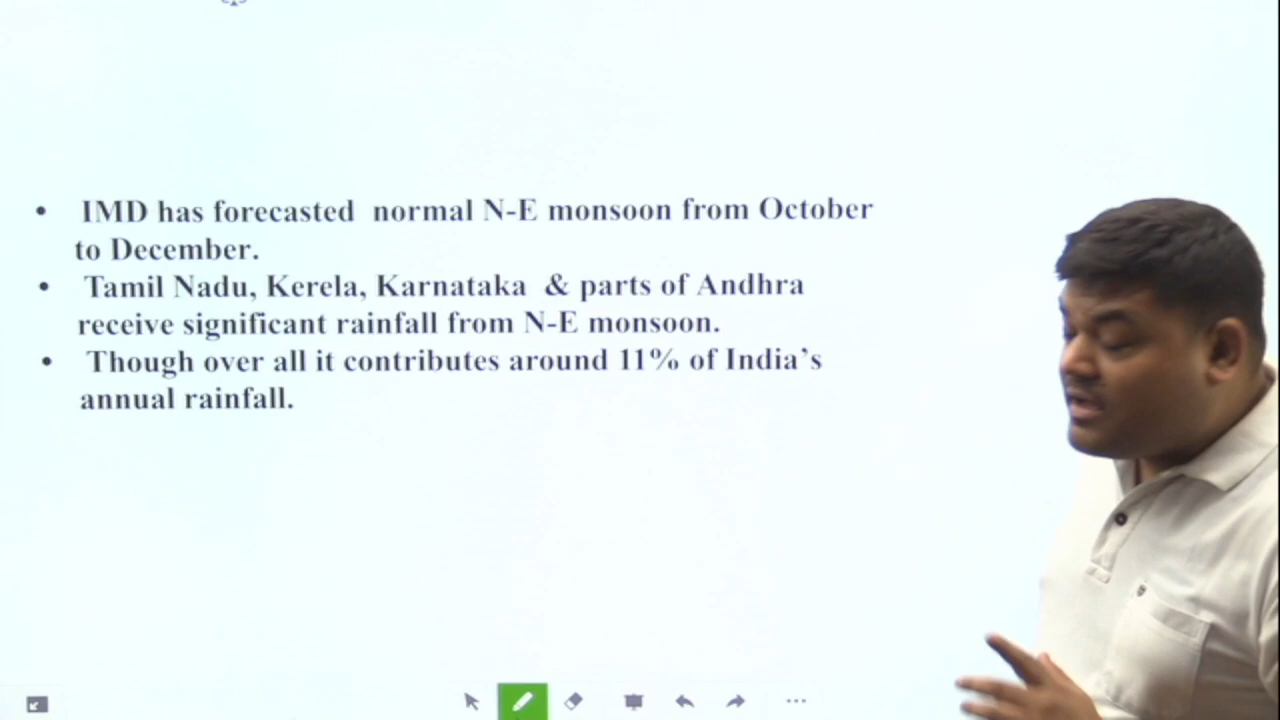 • IMD has forecasted normal N-E monsoon from October
to December.
• Tamil Nadu, Kerela, Karnataka & parts of Andhra
receive significant rainfall from N-E monsoon.
• Though over all it contributes around 11% of India's
annual rainfall.